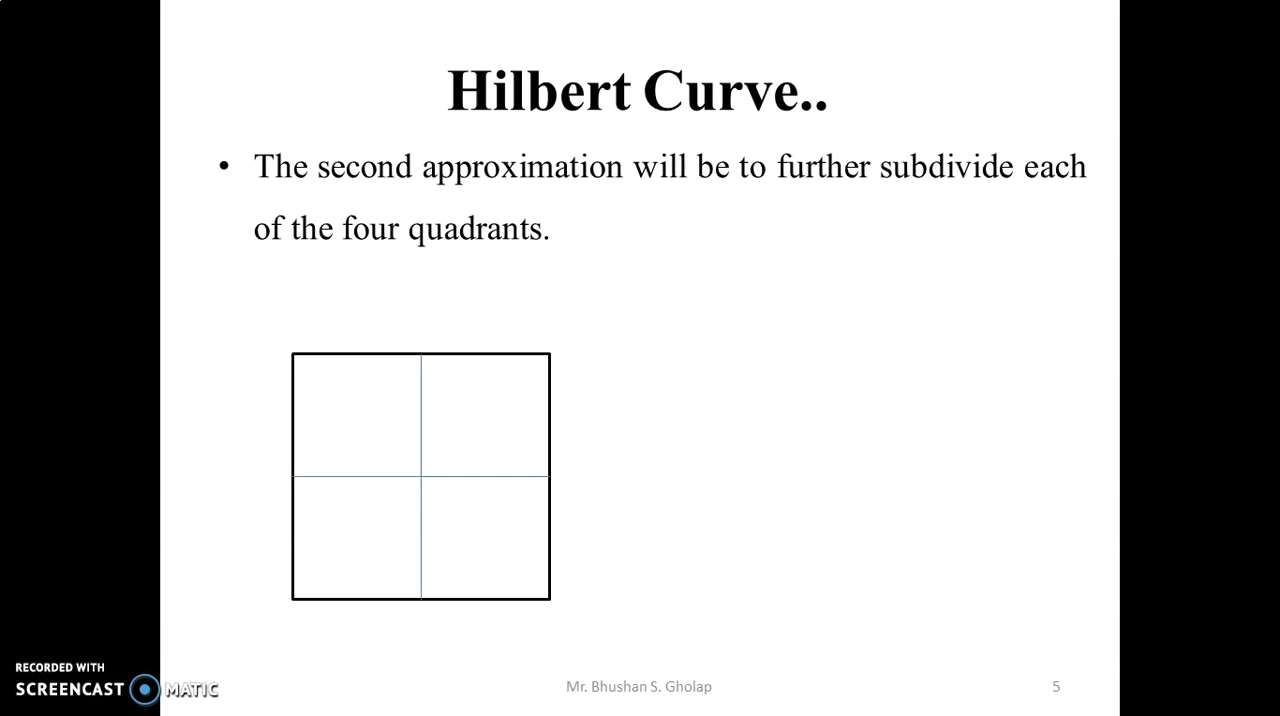 Hilbert Curve..
• The second approximation will be to further subdivide each
of the four quadrants.
RECORDED WITH
SCREENCAST MATIC
Mr. Bhushan S. Gholap
5